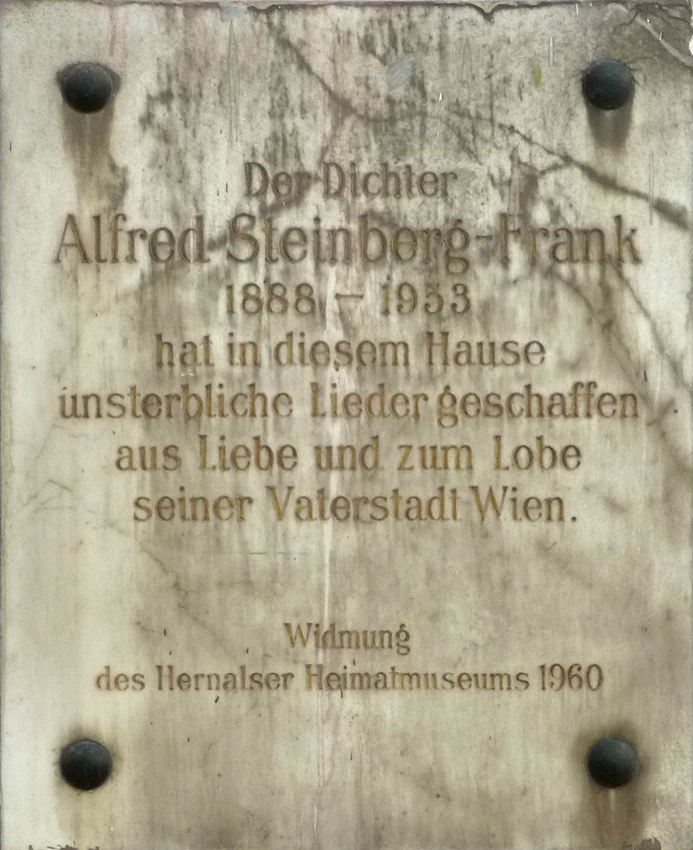 Der Dichter
Alfred Steinberg-Frank
1888 – 1953
hat in diesem Hause
unsterbliche Lieder geschaffen
aus Liebe und zum Lobe
seiner Vaterstadt Wien.
Widmung
des Hernalser Heimatmuseums 1960